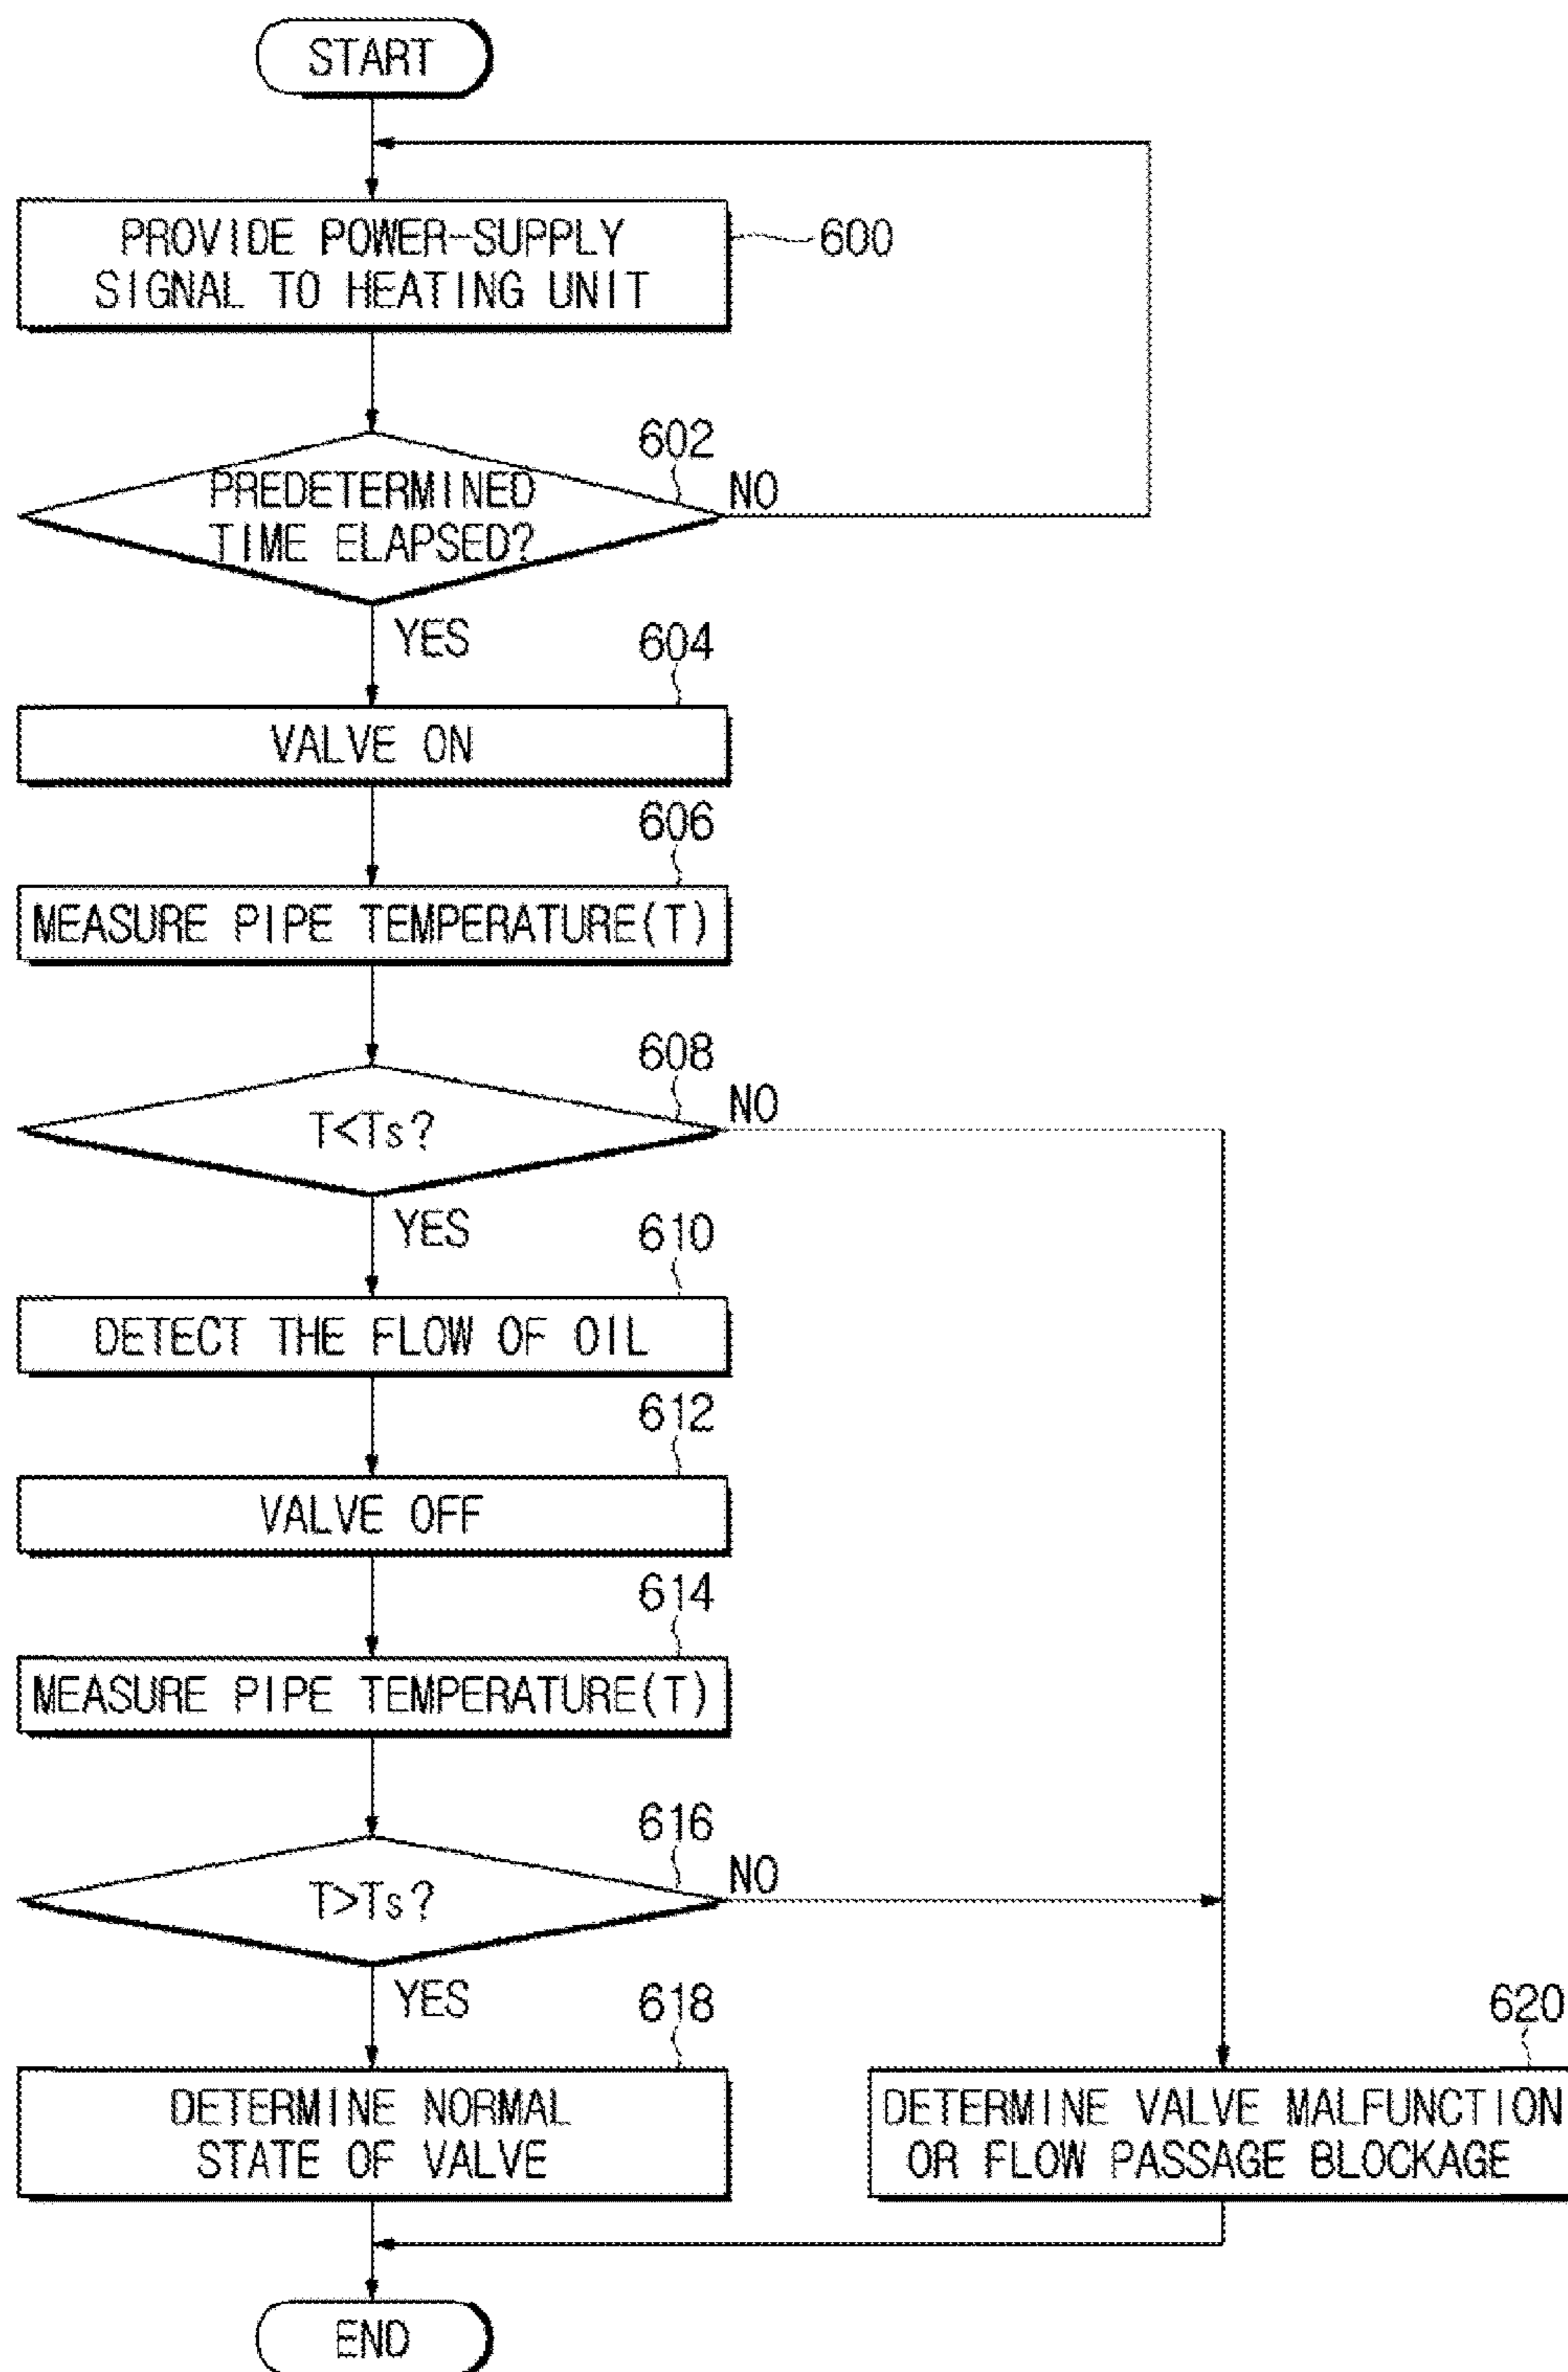 START
PROVIDE POWER-SUPPLY
SIGNAL TO HEATING UNIT
600
602
PREDETERMINED
TIME ELAPSED?
NO
YES
604
VALVE ON
606
MEASURE PIPE TEMPERATURE(T)
608
T<Ts?
NO
YES
610
DETECT THE FLOW OF OIL
612
VALVE OFF
614
MEASURE PIPE TEMPERATURE(T)
616
T>Ts?
NO
YES
618
DETERMINE NORMAL
STATE OF VALVE
620
DETERMINE VALVE MALFUNCTION
OR FLOW PASSAGE BLOCKAGE
END